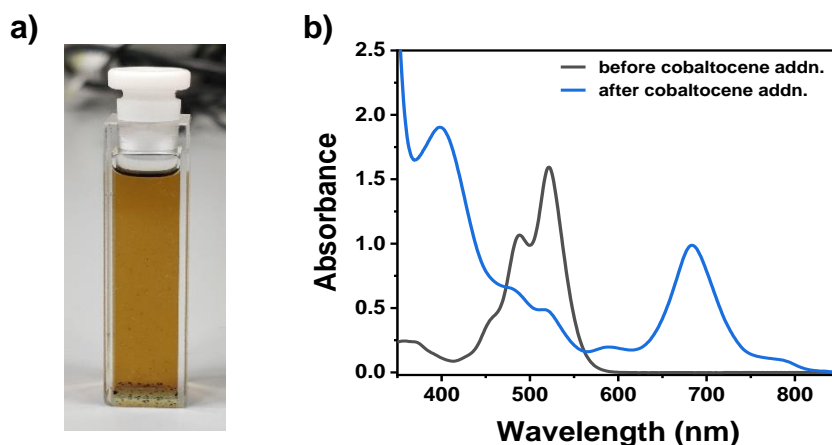 a)
b)
2.5
2.0
1.5
1.0
0.5
0.0
Absorbance
before cobaltocene addn.
after cobaltocene addn.
400 500 600 700 800
Wavelength (nm)